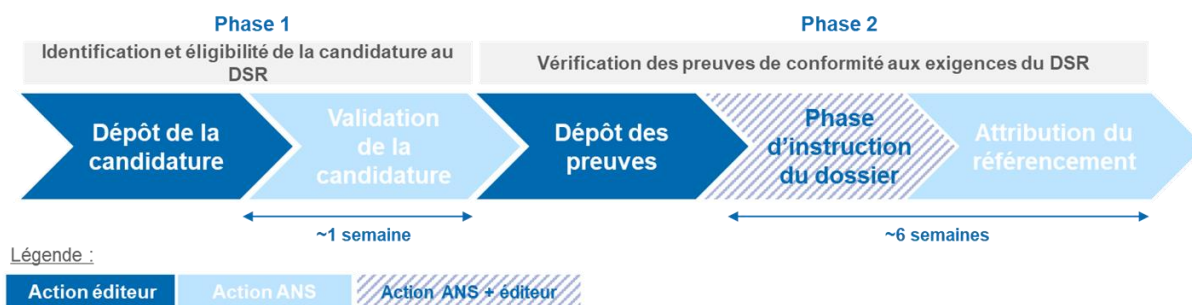 Phase 1
Phase 2
Identification et éligibilité de la candidature au
DSR
Vérification des preuves de conformité aux exigences du DSR
Dépôt de la
candidature
Validation
de la
candidature
Dépôt des
preuves
Phase
d’instruction
du dossier
Attribution du
référencement
~1 semaine
~6 semaines
Légende :
Action éditeur
Action ANS
Action ANS + éditeur